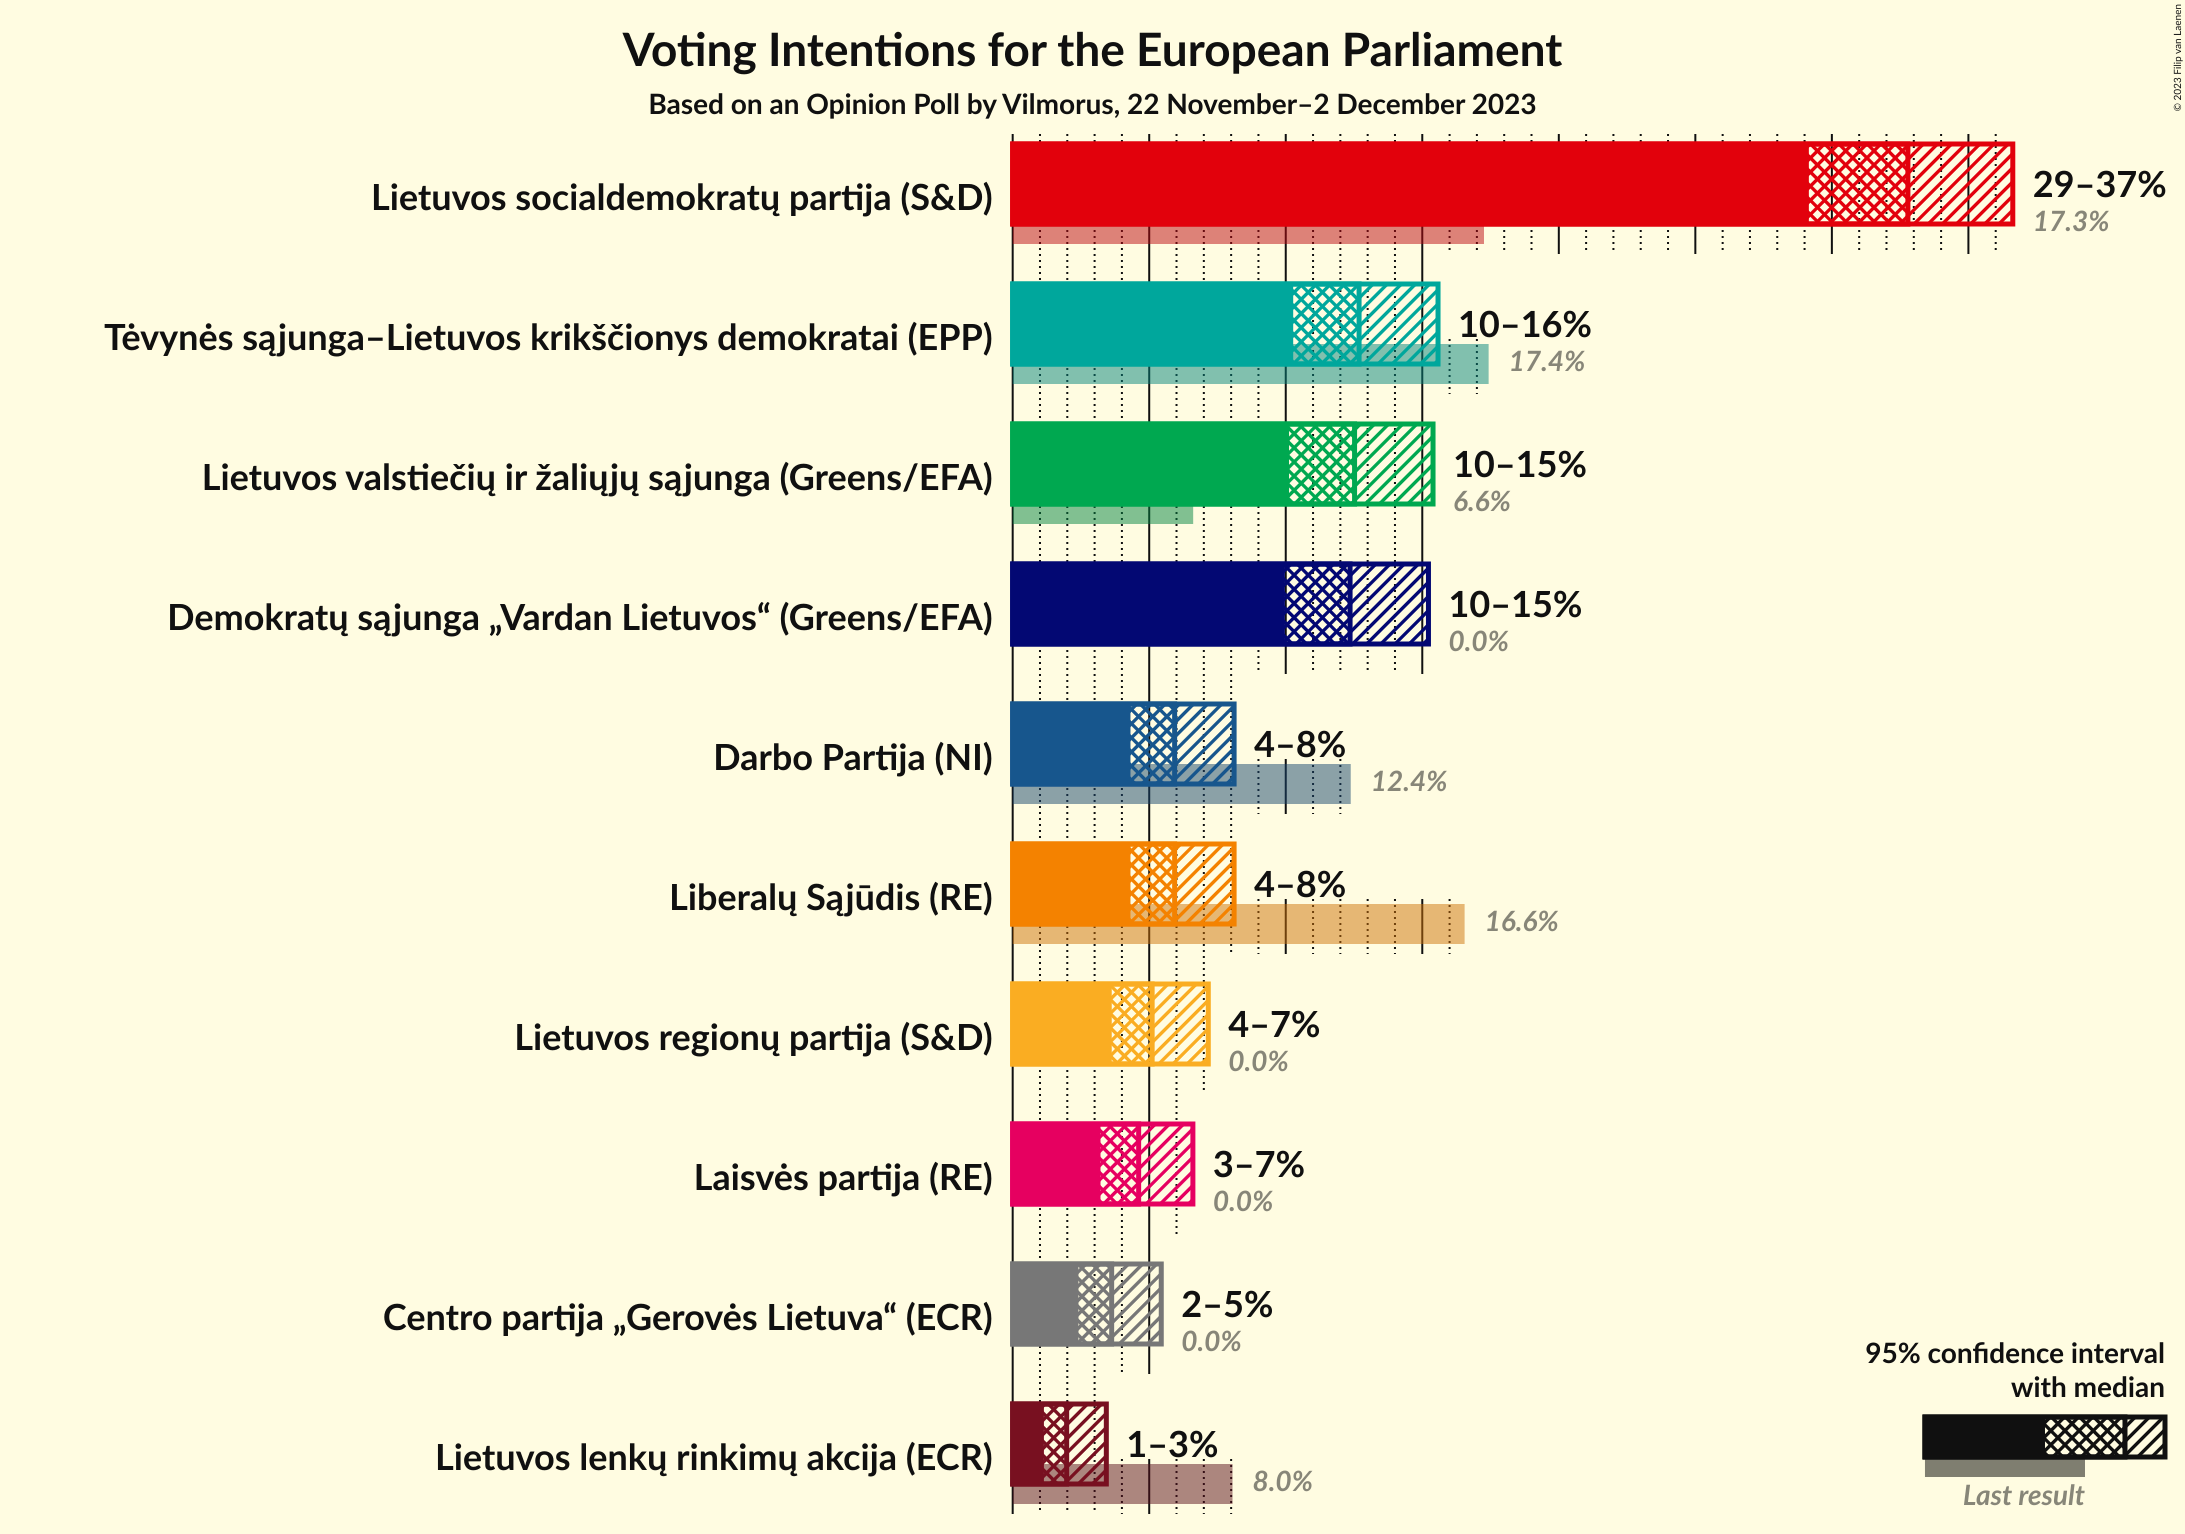 Voting Intentions for the European Parliament
Based on an Opinion Poll by Vilmorus, 22 November–2 December 2023
© 2023 Filip van Laenen
Lietuvos socialdemokratų partija (S&D)
29–37%
17.3%
Tėvynės sąjunga–Lietuvos krikščionys demokratai (EPP)
10–16%
17.4%
Lietuvos valstiečių ir žaliųjų sąjunga (Greens/EFA)
10–15%
6.6%
Demokratų sąjunga „Vardan Lietuvos“ (Greens/EFA)
10–15%
0.0%
Darbo Partija (NI)
4–8%
12.4%
Liberalų Sąjūdis (RE)
4–8%
16.6%
Lietuvos regionų partija (S&D)
4–7%
0.0%
Laisvės partija (RE)
3–7%
0.0%
Centro partija „Gerovės Lietuva“ (ECR)
2–5%
0.0%
Lietuvos lenkų rinkimų akcija (ECR)
1–3%
8.0%
95% confidence interval
with median
Last result